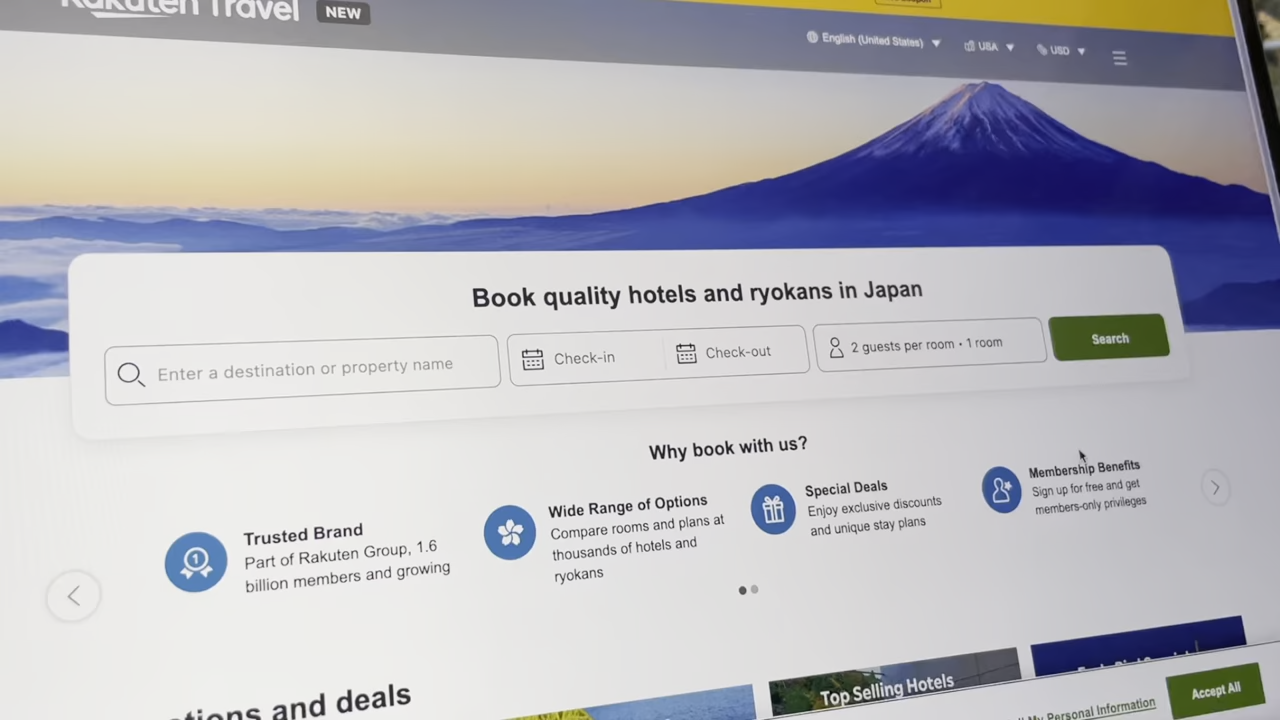 Rakuten Travel
NEW
English (United States)
USA
USD
Book quality hotels and ryokans in Japan
Enter a destination or property name
Check-in
Check-out
2 guests per room • 1 room
Search
Why book with us?
Trusted Brand
Part of Rakuten Group, 1.6
billion members and growing
Wide Range of Options
Compare rooms and plans at
thousands of hotels and
ryokans
Special Deals
Enjoy exclusive discounts
and unique stay plans
Membership Benefits
Sign up for free and get
members-only privileges
and deals
Top Selling Hotels
My Personal Information
Accept All